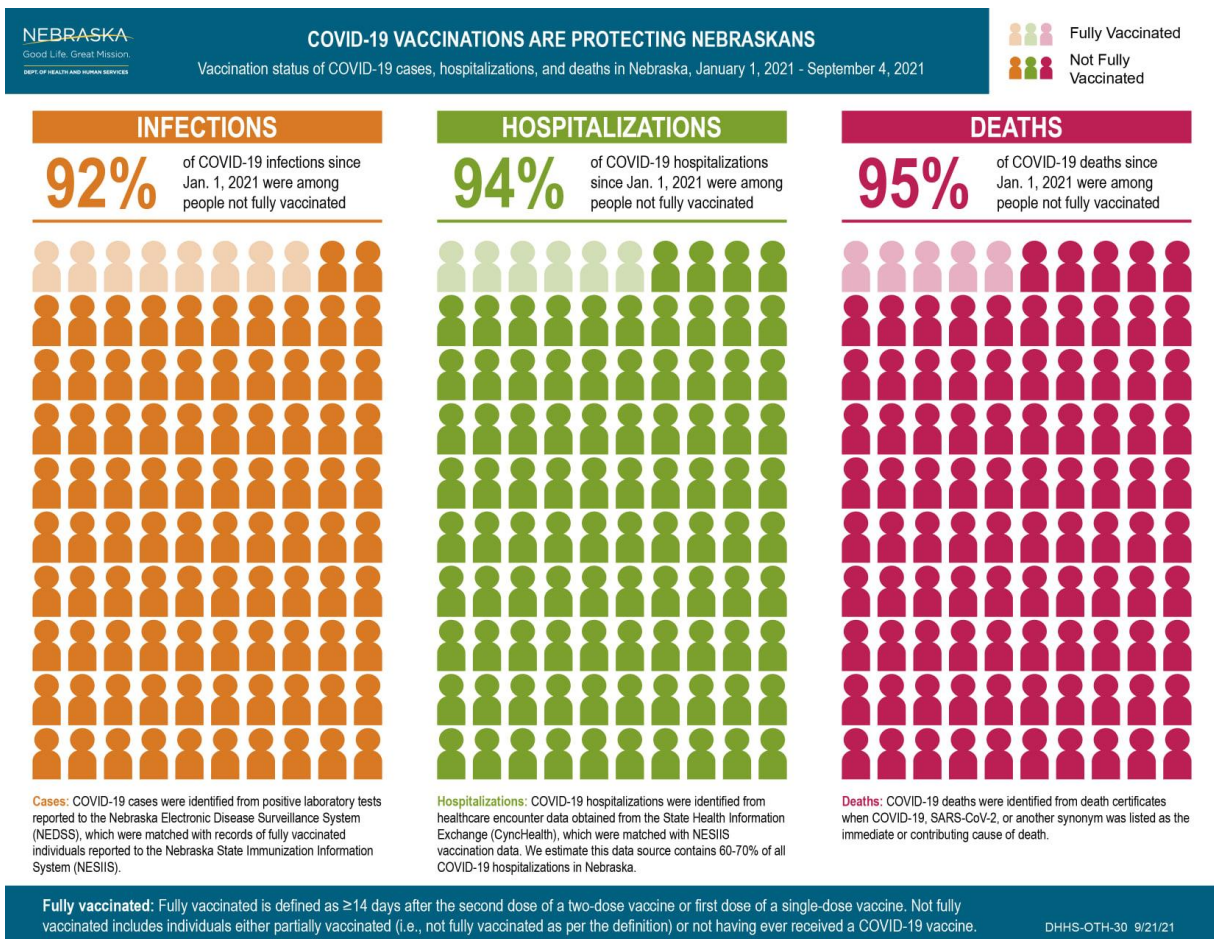 NEBRASKA
Good Life. Great Mission.
DEPT. OF HEALTH AND HUMAN SERVICES
COVID-19 VACCINATIONS ARE PROTECTING NEBRASKANS
Vaccination status of COVID-19 cases, hospitalizations, and deaths in Nebraska, January 1, 2021 - September 4, 2021
Fully Vaccinated
Not Fully
Vaccinated
INFECTIONS
92%
of COVID-19 infections since
Jan. 1, 2021 were among
people not fully vaccinated
HOSPITALIZATIONS
94%
of COVID-19 hospitalizations
since Jan. 1, 2021 were among
people not fully vaccinated
DEATHS
95%
of COVID-19 deaths since
Jan. 1, 2021 were among
people not fully vaccinated
Cases: COVID-19 cases were identified from positive laboratory tests
reported to the Nebraska Electronic Disease Surveillance System
(NEDSS), which were matched with records of fully vaccinated
individuals reported to the Nebraska State Immunization Information
System (NESIIS).
Hospitalizations: COVID-19 hospitalizations were identified from
healthcare encounter data obtained from the State Health Information
Exchange (CyncHealth), which were matched with NESIIS
vaccination data. We estimate this data source contains 60-70% of all
COVID-19 hospitalizations in Nebraska.
Deaths: COVID-19 deaths were identified from death certificates
when COVID-19, SARS-CoV-2, or another synonym was listed as the
immediate or contributing cause of death.
Fully vaccinated: Fully vaccinated is defined as ≥14 days after the second dose of a two-dose vaccine or first dose of a single-dose vaccine. Not fully
vaccinated includes individuals either partially vaccinated (i.e., not fully vaccinated as per the definition) or not having ever received a COVID-19 vaccine.
DHHS-OTH-30 9/21/21